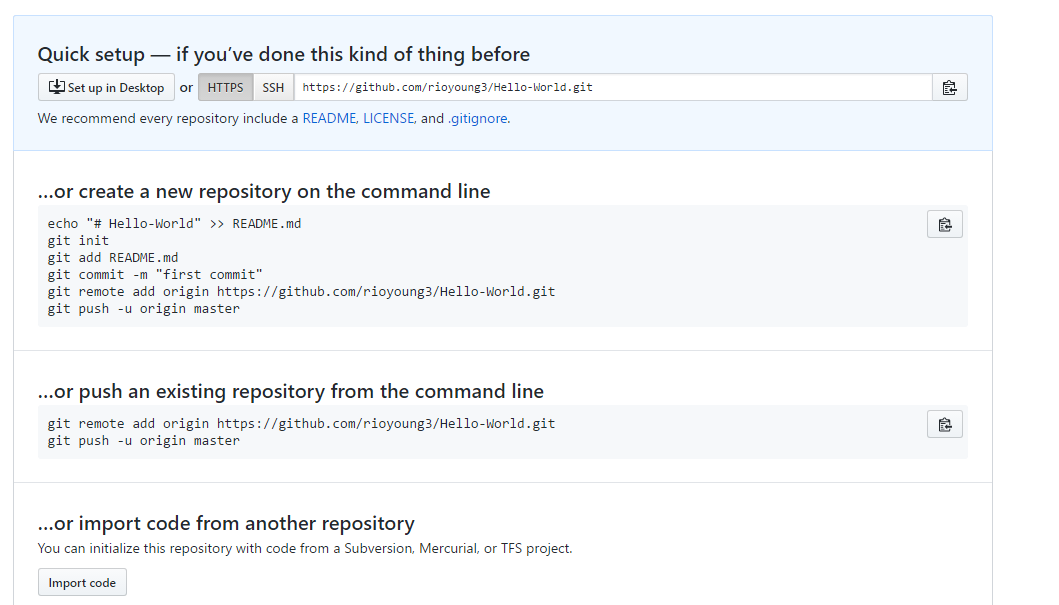 Quick setup — if you’ve done this kind of thing before
Set up in Desktop or HTTPS SSH https://github.com/rioyoung3/Hello-World.git
We recommend every repository include a README, LICENSE, and .gitignore.
…or create a new repository on the command line
echo "# Hello-World" >> README.md
git init
git add README.md
git commit -m "first commit"
git remote add origin https://github.com/rioyoung3/Hello-World.git
git push -u origin master
…or push an existing repository from the command line
git remote add origin https://github.com/rioyoung3/Hello-World.git
git push -u origin master
…or import code from another repository
You can initialize this repository with code from a Subversion, Mercurial, or TFS project.
Import code